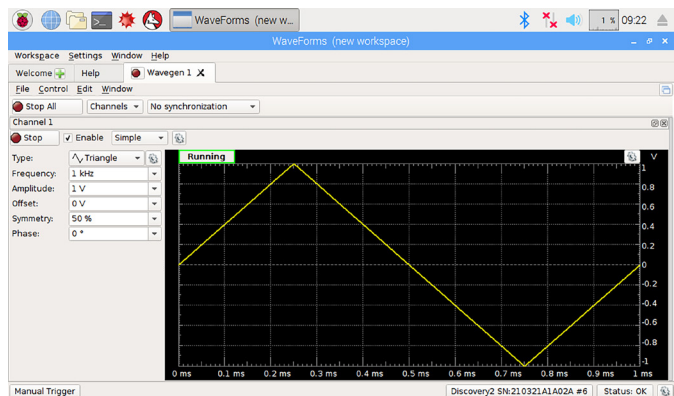 WaveForms (new w...
1 %
09:22
WaveForms (new workspace)
Workspace Settings Window Help
Welcome
Help
Wavegen 1 X
File Control Edit Window
Stop All
Channels
No synchronization
Channel 1
Stop
Enable
Simple
Type:
Triangle
Running
V
Frequency:
1 kHz
Amplitude:
1 V
Offset:
0 V
Symmetry:
50 %
Phase:
0 °
1
0.8
0.6
0.4
0.2
0
-0.2
-0.4
-0.6
-0.8
-1
0 ms 0.1 ms 0.2 ms 0.3 ms 0.4 ms 0.5 ms 0.6 ms 0.7 ms 0.8 ms 0.9 ms 1 ms
Manual Trigger
Discovery2 SN:210321A1A02A #6
Status: OK